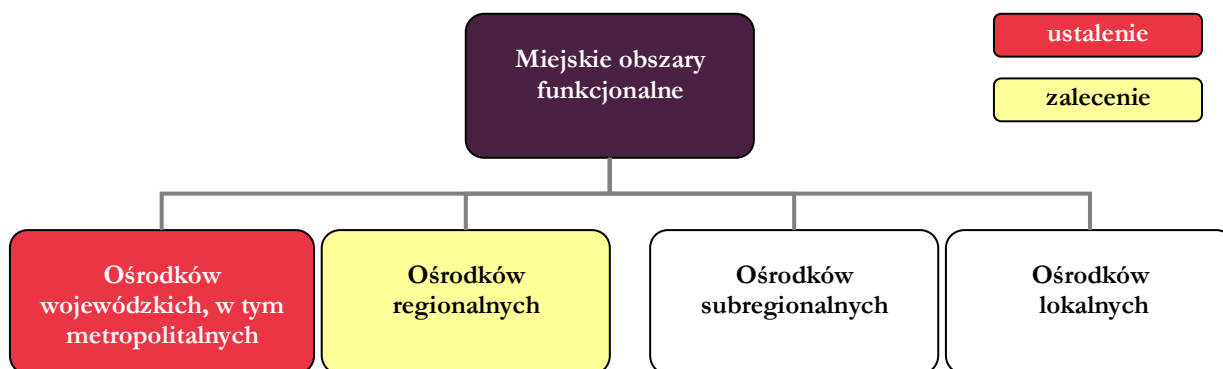 Miejskie obszary
funkcjonalne
ustalenie
zalecenie
Ośrodków
wojewódzkich, w tym
metropolitalnych
Ośrodków
regionalnych
Ośrodków
subregionalnych
Ośrodków
lokalnych